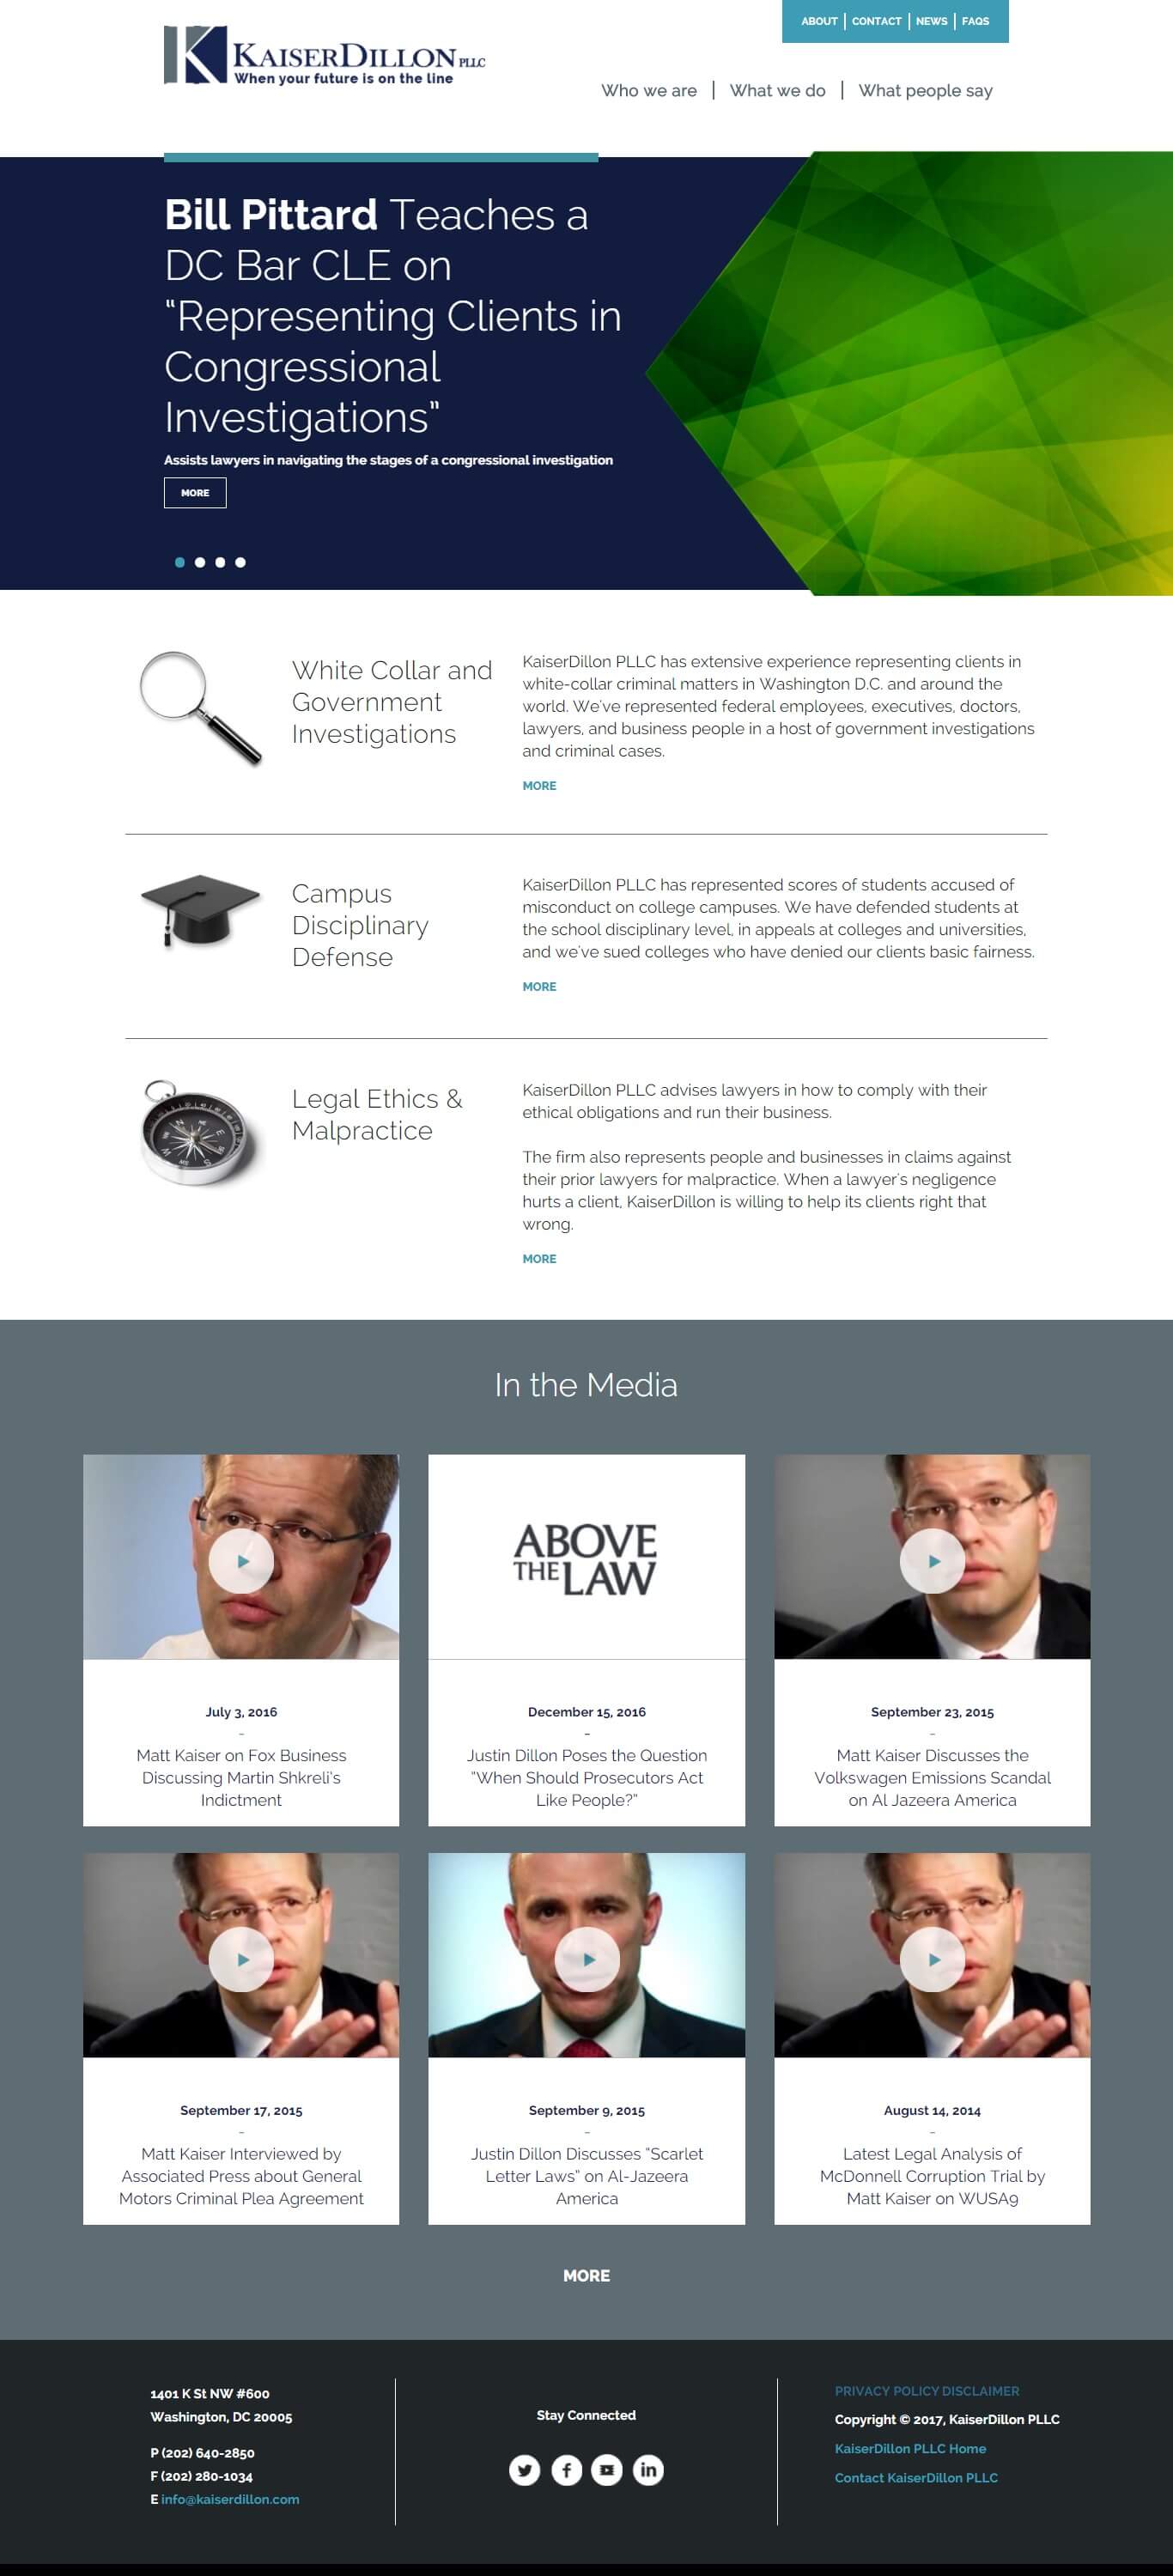 ABOUT | CONTACT | NEWS | FAQS
KAISERDILLON PLLC
When your future is on the line
Who we are | What we do | What people say
Bill Pittard Teaches a
DC Bar CLE on
“Representing Clients in
Congressional
Investigations”
Assists lawyers in navigating the stages of a congressional investigation
MORE
White Collar and
Government
Investigations
KaiserDillon PLLC has extensive experience representing clients in
white-collar criminal matters in Washington D.C. and around the
world. We've represented federal employees, executives, doctors,
lawyers, and business people in a host of government investigations
and criminal cases.
MORE
Campus
Disciplinary
Defense
KaiserDillon PLLC has represented scores of students accused of
misconduct on college campuses. We have defended students at
the school disciplinary level, in appeals at colleges and universities,
and we've sued colleges who have denied our clients basic fairness.
MORE
Legal Ethics &
Malpractice
KaiserDillon PLLC advises lawyers in how to comply with their
ethical obligations and run their business.
The firm also represents people and businesses in claims against
their prior lawyers for malpractice. When a lawyer's negligence
hurts a client, KaiserDillon is willing to help its clients right that
wrong.
MORE
In the Media
July 3, 2016
–
Matt Kaiser on Fox Business
Discussing Martin Shkreli's
Indictment
ABOVE
THE LAW
December 15, 2016
–
Justin Dillon Poses the Question
"When Should Prosecutors Act
Like People?"
September 23, 2015
–
Matt Kaiser Discusses the
Volkswagen Emissions Scandal
on Al Jazeera America
September 17, 2015
–
Matt Kaiser Interviewed by
Associated Press about General
Motors Criminal Plea Agreement
September 9, 2015
–
Justin Dillon Discusses "Scarlet
Letter Laws" on Al-Jazeera
America
August 14, 2014
–
Latest Legal Analysis of
McDonnell Corruption Trial by
Matt Kaiser on WUSA9
MORE
1401 K St NW #600
Washington, DC 20005
P (202) 640-2850
F (202) 280-1034
E info@kaiserdillon.com
Stay Connected
PRIVACY POLICY DISCLAIMER
Copyright © 2017, KaiserDillon PLLC
KaiserDillon PLLC Home
Contact KaiserDillon PLLC